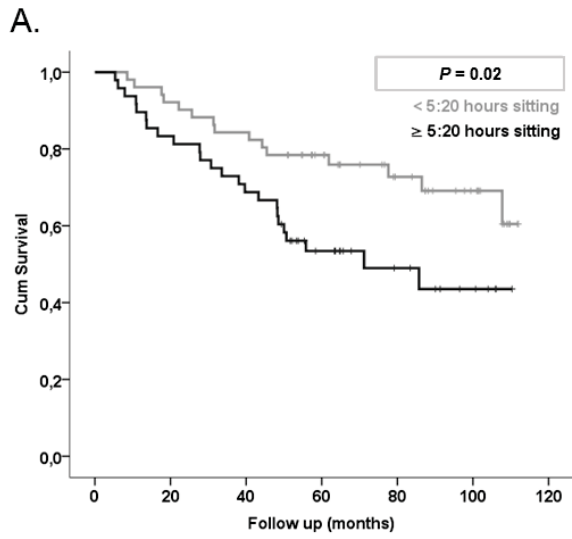 A.
P = 0.02
< 5:20 hours sitting
≥ 5:20 hours sitting
1,0
0,8
0,6
0,4
0,2
0,0
Cum Survival
0 20 40 60 80 100 120
Follow up (months)